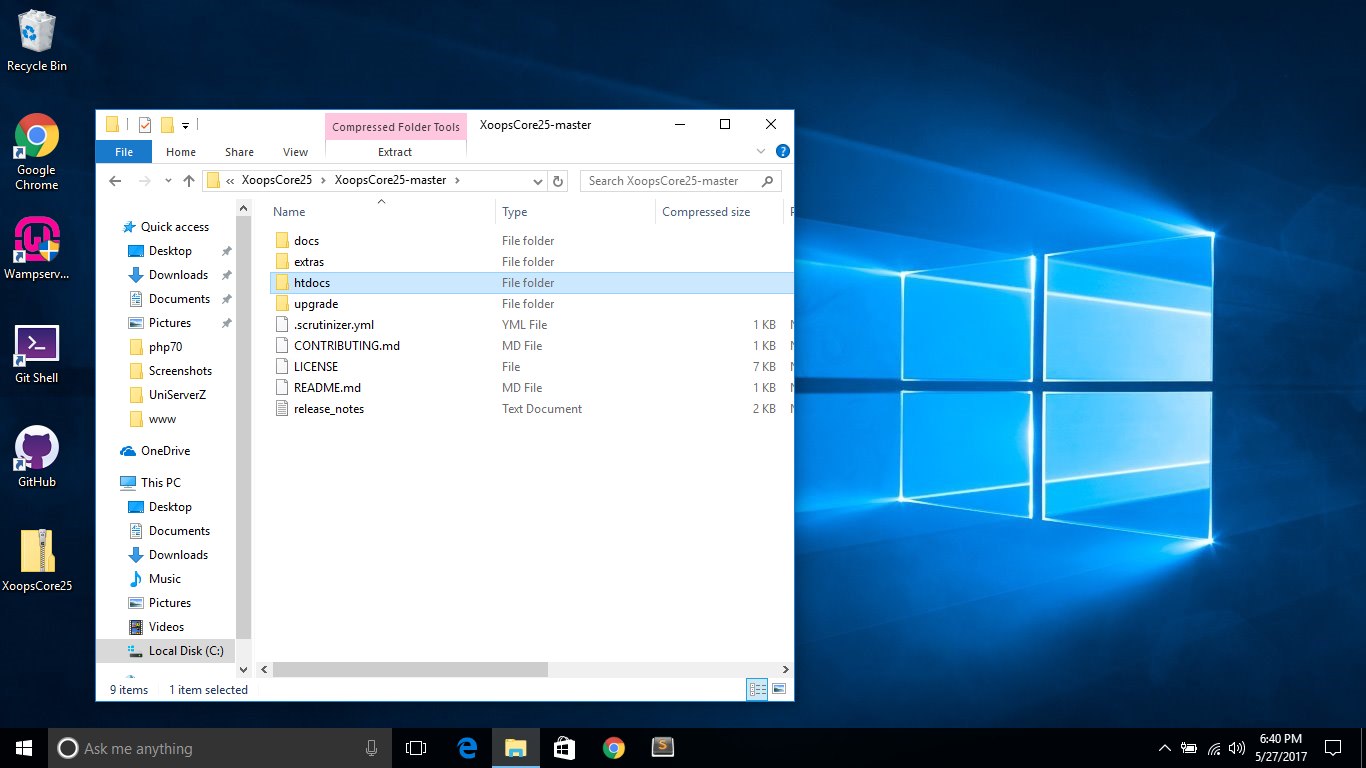 Recycle Bin
Google
Chrome
Wampserv...
Git Shell
GitHub
XoopsCore25
Compressed Folder Tools
XoopsCore25-master
File
Home
Share
View
Extract
« XoopsCore25 > XoopsCore25-master >
Search XoopsCore25-master
Quick access
Desktop
Downloads
Documents
Pictures
php70
Screenshots
UniServerZ
www
OneDrive
This PC
Desktop
Documents
Downloads
Music
Pictures
Videos
Local Disk (C:)
Name Type Compressed size
docs File folder
extras File folder
htdocs File folder
upgrade File folder
.scrutinizer.yml YML File 1 KB
CONTRIBUTING.md MD File 1 KB
LICENSE File 7 KB
README.md MD File 1 KB
release_notes Text Document 2 KB
9 items 1 item selected
Ask me anything
6:40 PM
5/27/2017